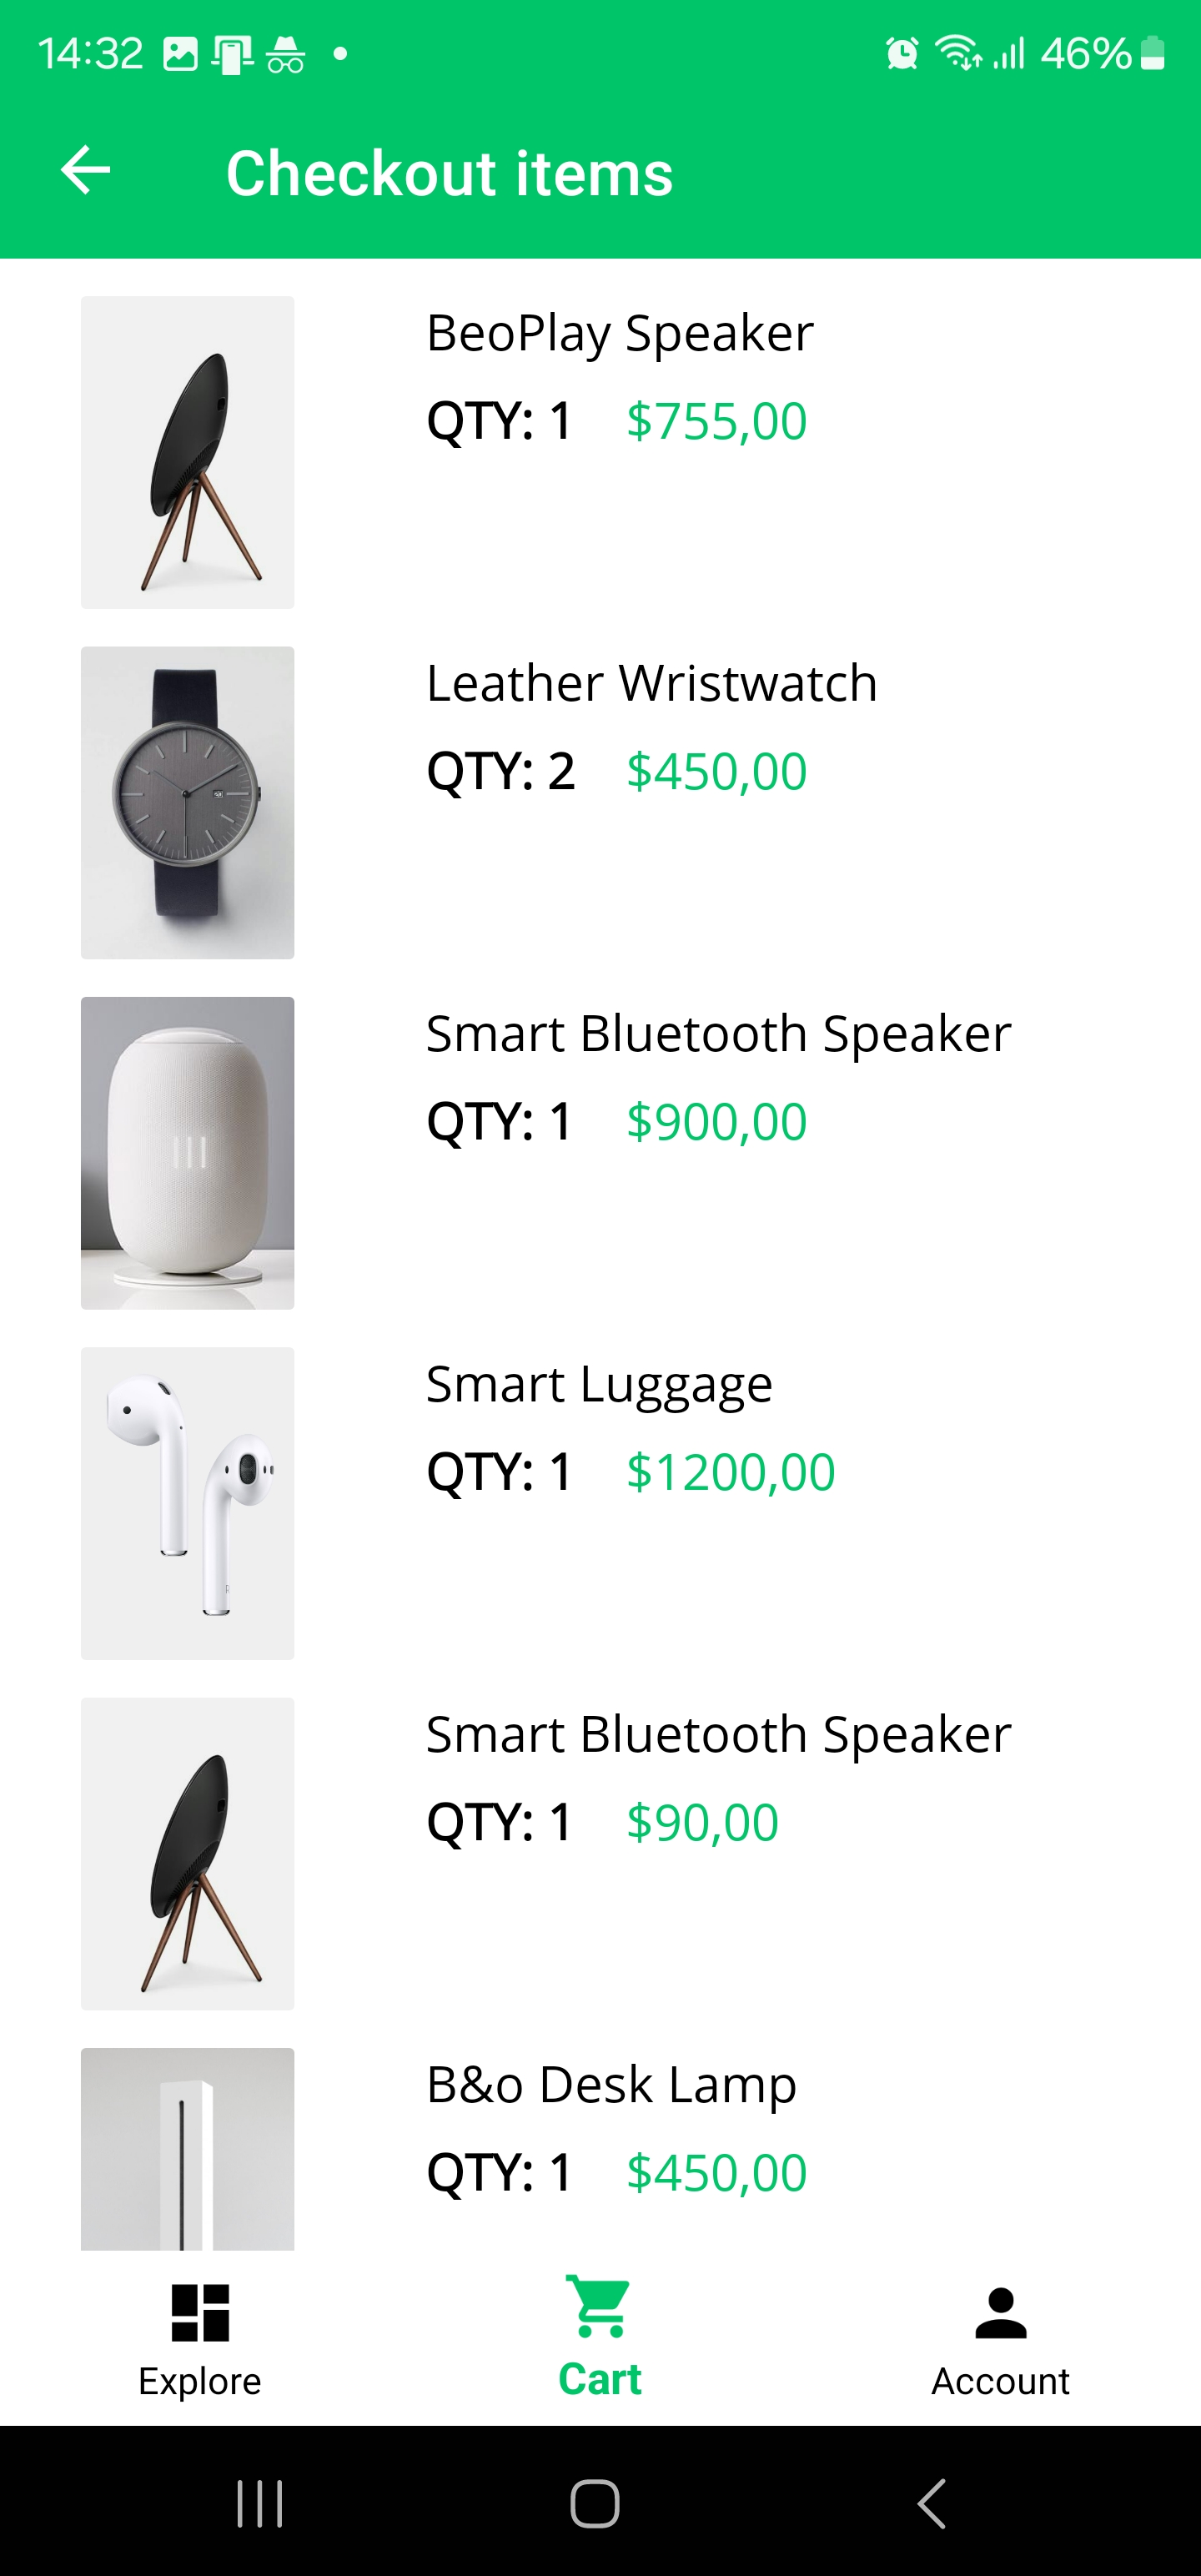 14:32
46%
Checkout items
BeoPlay Speaker
QTY: 1 $755,00
Leather Wristwatch
QTY: 2 $450,00
Smart Bluetooth Speaker
QTY: 1 $900,00
Smart Luggage
QTY: 1 $1200,00
Smart Bluetooth Speaker
QTY: 1 $90,00
B&o Desk Lamp
QTY: 1 $450,00
Explore
Cart
Account